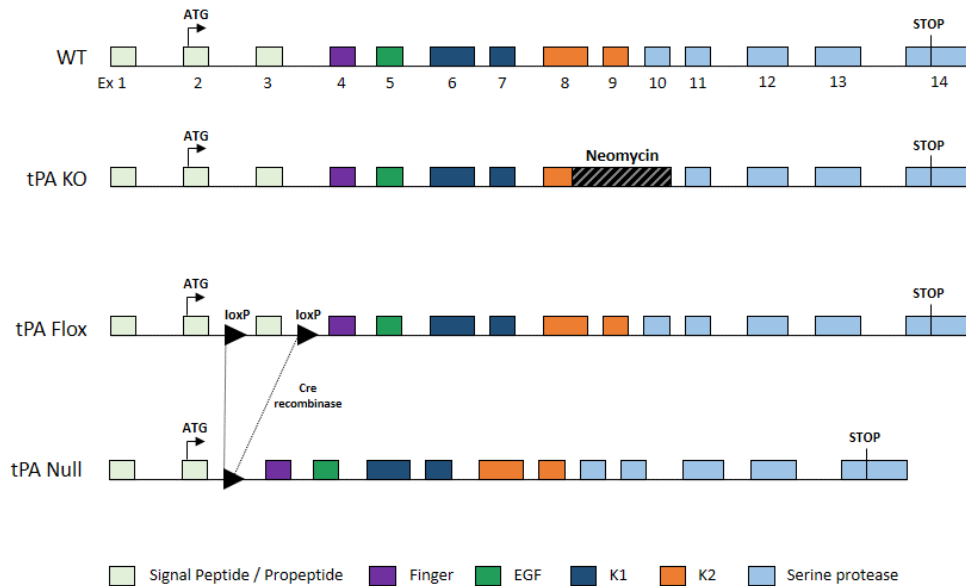 ATG
STOP
WT
Ex 1 2 3 4 5 6 7 8 9 10 11 12 13 14
ATG
Neomycin
STOP
tPA KO
ATG
STOP
loxP loxP
tPA Flox
Cre
recombinase
ATG
STOP
tPA Null
Signal Peptide / Propeptide Finger EGF K1 K2 Serine protease